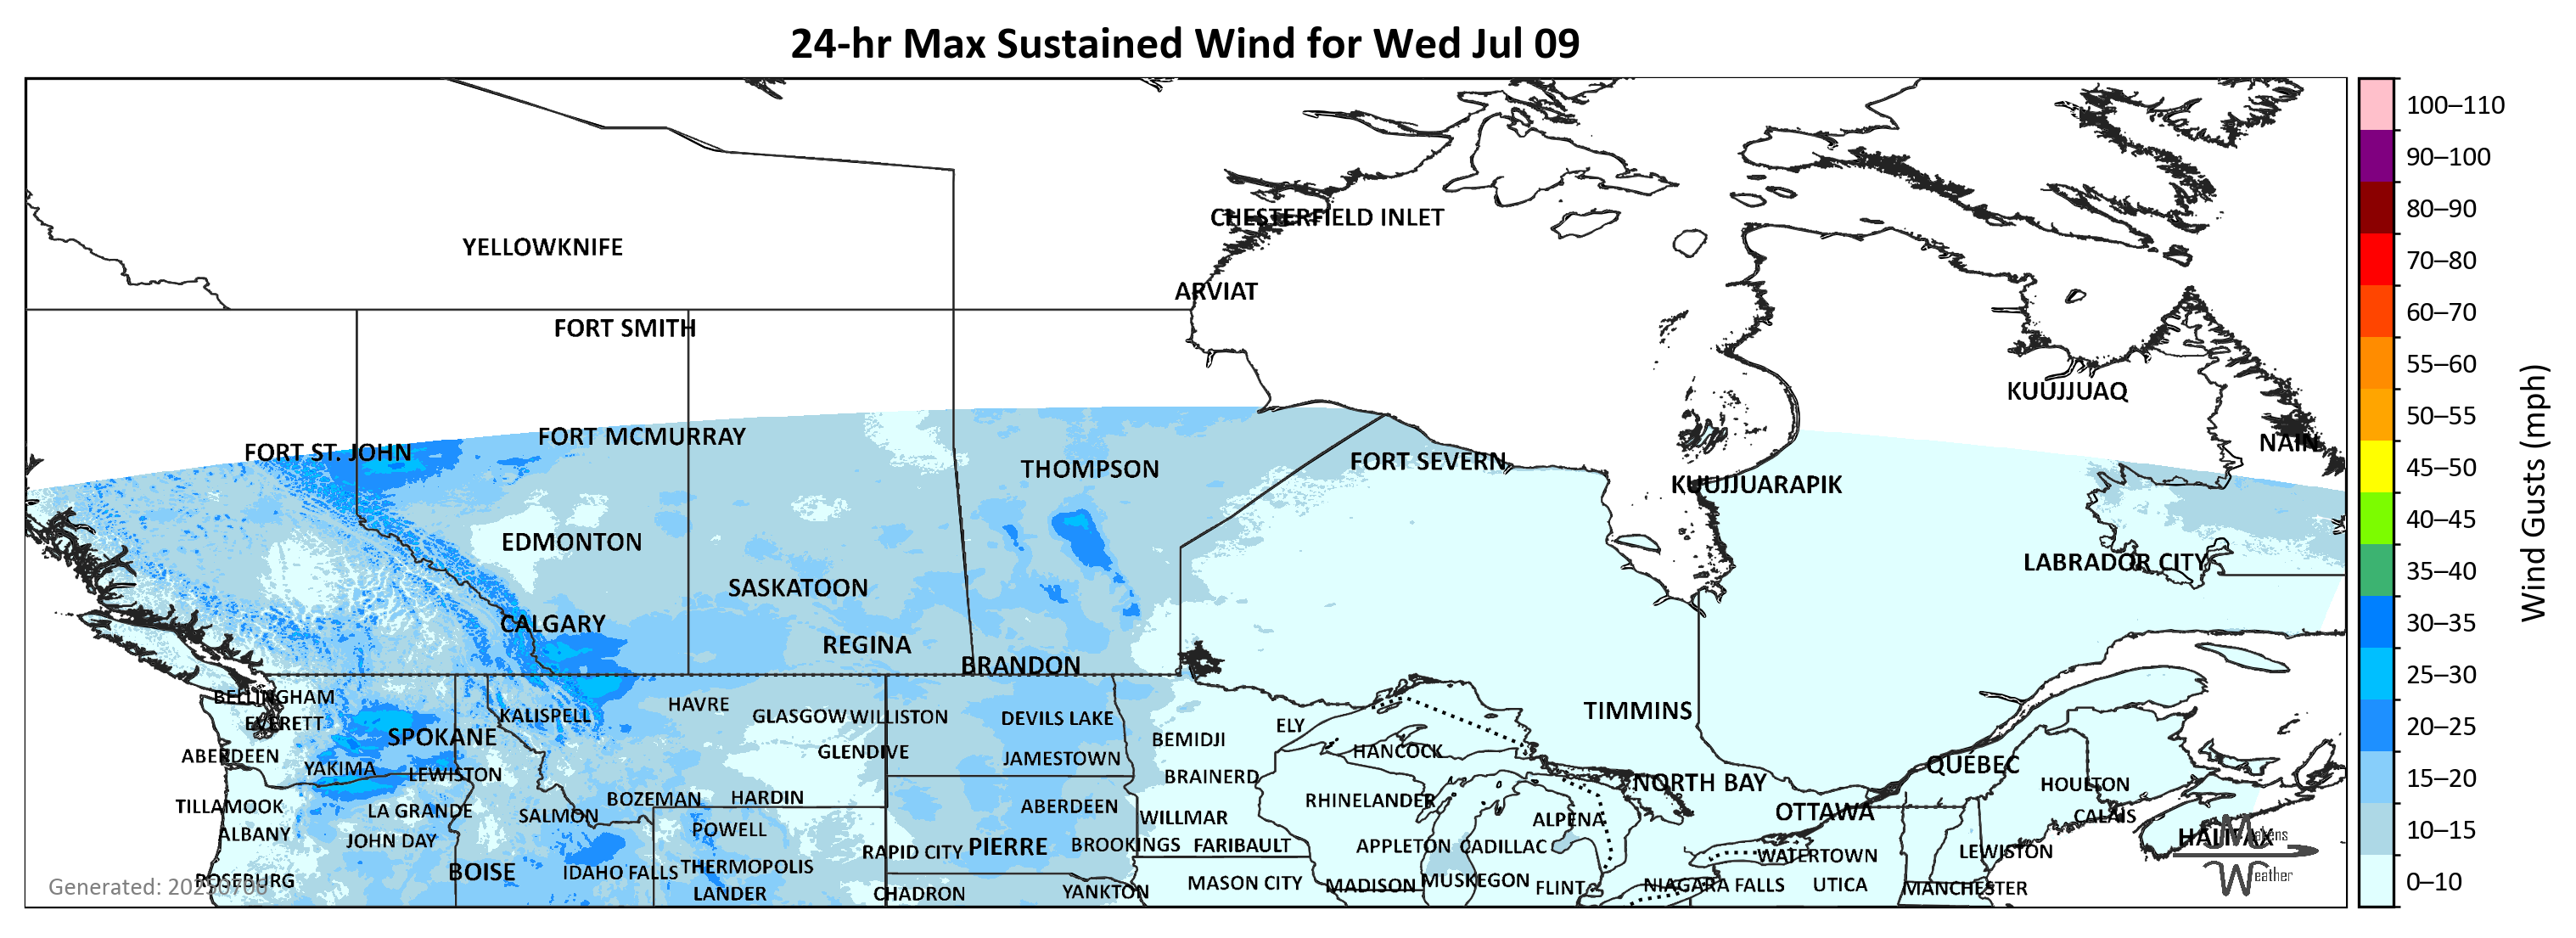 24-hr Max Sustained Wind for Wed Jul 09
100–110
90–100
80–90
70–80
60–70
55–60
50–55
45–50
40–45
35–40
30–35
25–30
20–25
15–20
10–15
0–10
Wind Gusts (mph)
CHESTERFIELD INLET
YELLOWKNIFE
ARVIAT
FORT SMITH
KUUJJUAQ
FORT MCMURRAY
NAIN
FORT ST. JOHN
FORT SEVERN
THOMPSON
KUUJJUARAPIK
EDMONTON
LABRADOR CITY
SASKATOON
CALGARY
REGINA
BRANDON
BELLINGHAM
HAVRE
TIMMINS
KALISPELL
GLASGOW
WILLISTON
DEVILS LAKE
EVERETT
ELY
SPOKANE
BEMIDJI
GLENDIVE
HANCOCK
ABERDEEN
JAMESTOWN
QUÉBEC
YAKIMA
LEWISTON
BRAINERD
NORTH BAY
HOULTON
BOZEMAN
HARDIN
RHINELANDER
TILLAMOOK
LA GRANDE
ABERDEEN
SALMON
WILLMAR
OTTAWA
CALAIS
ALPENA
POWELL
ALBANY
HALIFAX
JOHN DAY
PIERRE
BROOKINGS
FARIBAULT
APPLETON
CADILLAC
RAPID CITY
LEWISTON
WATERTOWN
THERMOPOLIS
BOISE
IDAHO FALLS
ROSEBURG
MUSKEGON
MASON CITY
MADISON
FLINT
NIAGARA FALLS
UTICA
MANCHESTER
LANDER
CHADRON
YANKTON
Makens
Weather